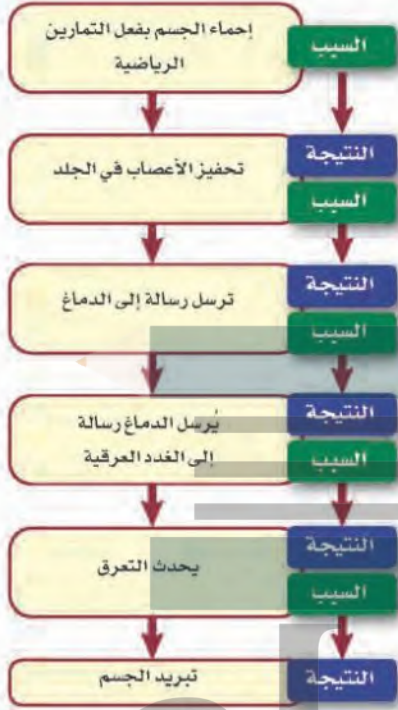 السبب
إحماء الجسم بفعل التمارين
الرياضية
النتيجة
السبب
تحفيز الأعصاب في الجلد
النتيجة
السبب
ترسل رسالة إلى الدماغ
النتيجة
السبب
يُرسل الدماغ رسالة
إلى الغدد العرقية
النتيجة
السبب
يحدث التعرق
النتيجة
تبريد الجسم